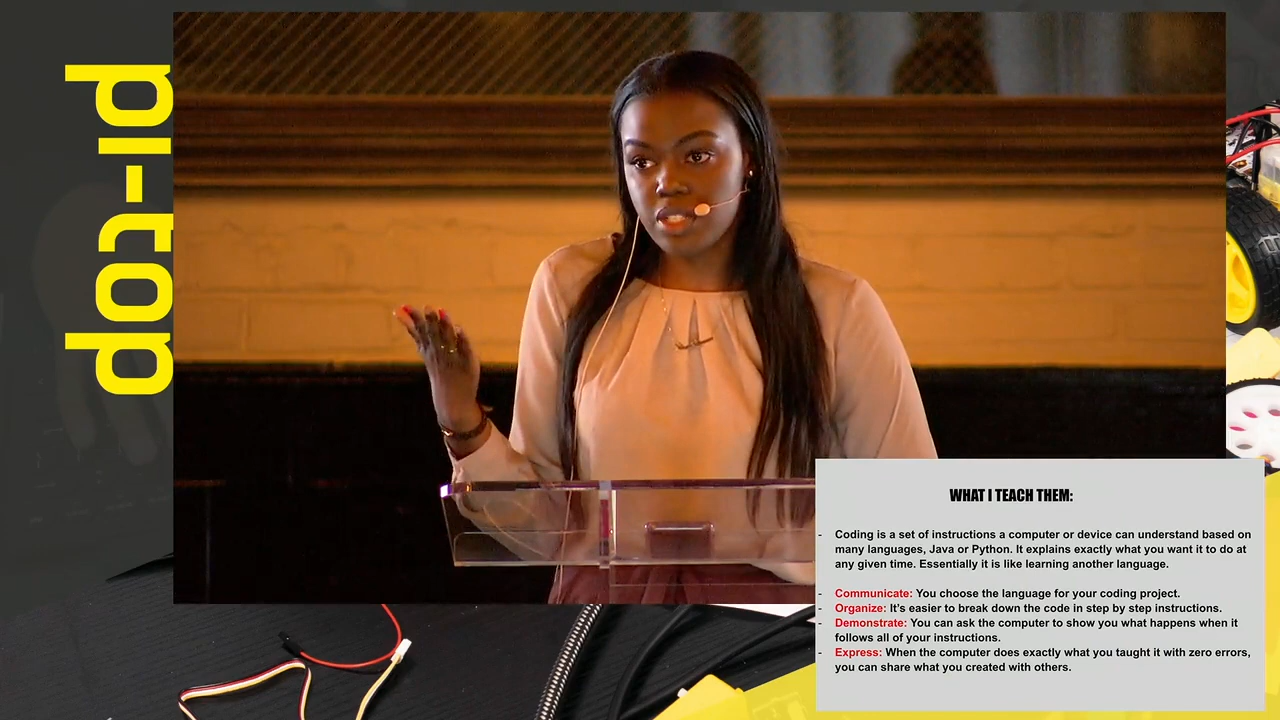 pi-top
WHAT I TEACH THEM:
- Coding is a set of instructions a computer or device can understand based on
many languages, Java or Python. It explains exactly what you want it to do at
any given time. Essentially it is like learning another language.
- Communicate: You choose the language for your coding project.
- Organize: It's easier to break down the code in step by step instructions.
- Demonstrate: You can ask the computer to show you what happens when it
follows all of your instructions.
- Express: When the computer does exactly what you taught it with zero errors,
you can share what you created with others.